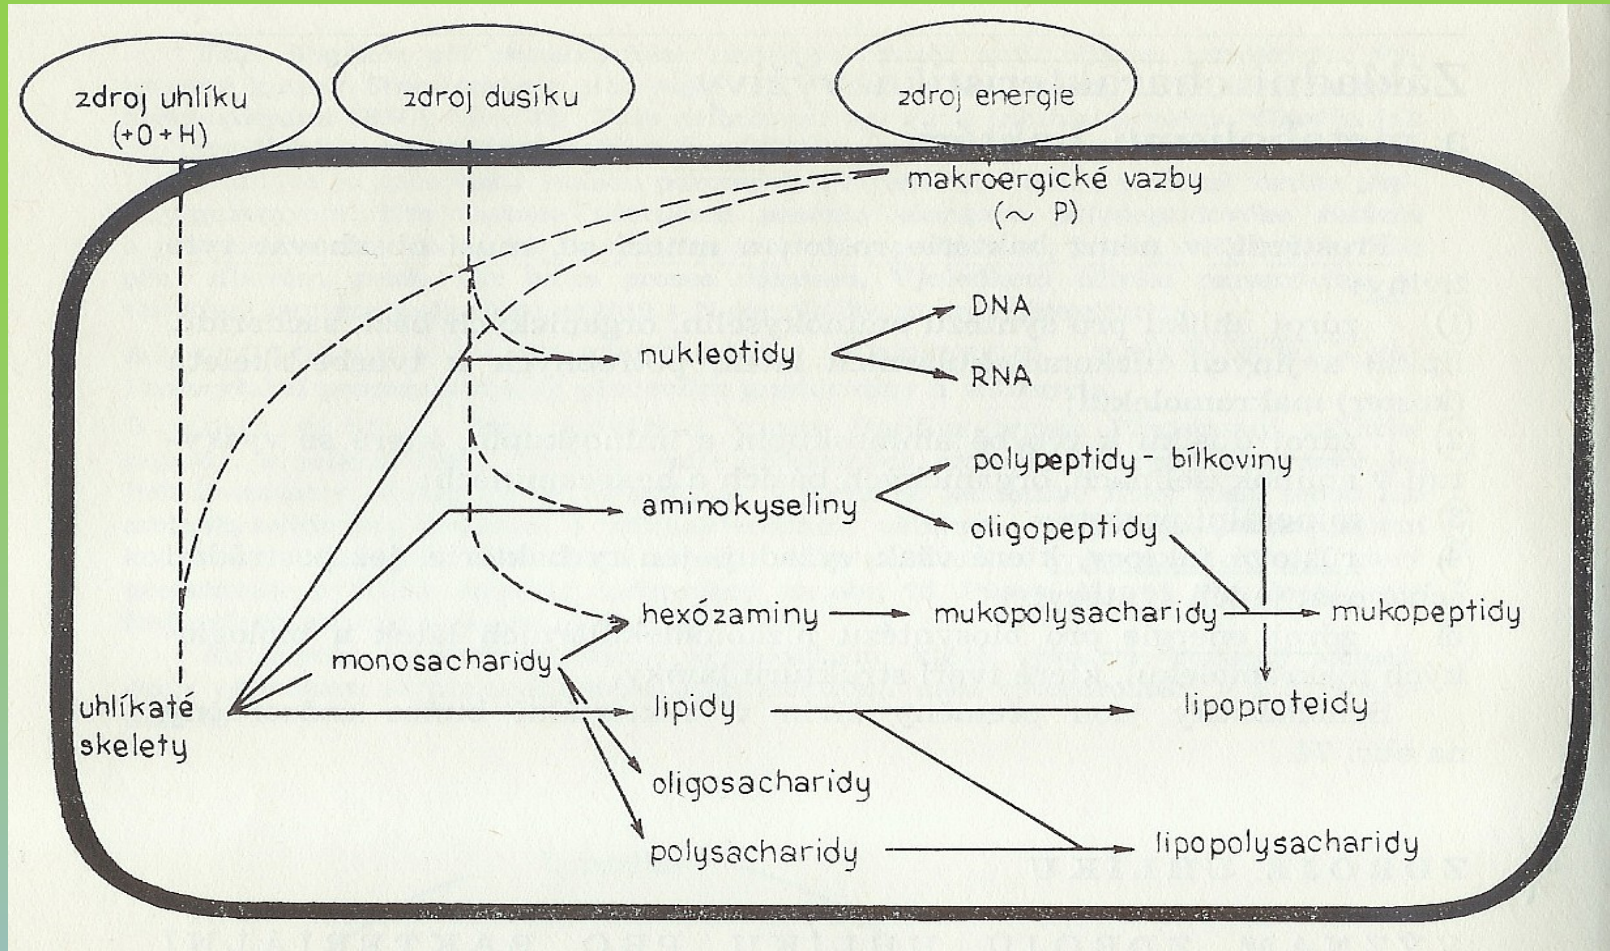 zdroj uhlíku
(+O+H)
zdroj dusíku
zdroj energie
makroergické vazby
(~ P)
DNA
nukleotidy
RNA
polypeptidy - bílkoviny
aminokyseliny
oligopeptidy
hexózaminy
mukopolysacharidy
mukopeptidy
monosacharidy
uhlíkaté
skelety
lipidy
lipoproteidy
oligosacharidy
polysacharidy
lipopolysacharidy